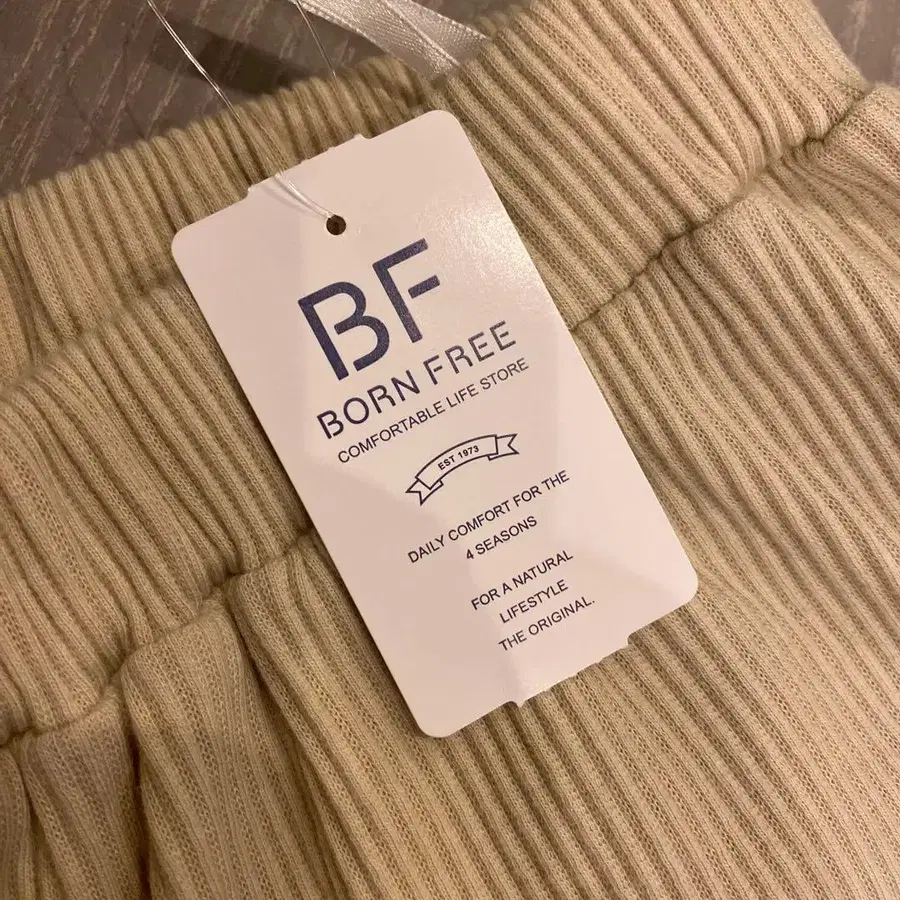 BF
BORN FREE
COMFORTABLE LIFE STORE
EST 1973
DAILY COMFORT FOR THE
4 SEASONS
FOR A NATURAL
LIFESTYLE
THE ORIGINAL.